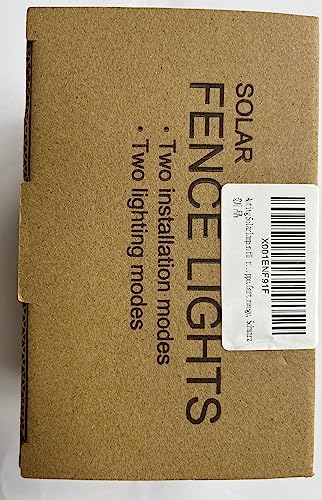 SOLAR
FENCE LIGHTS
• Two installation modes
• Two lighting modes
X001ENF91F